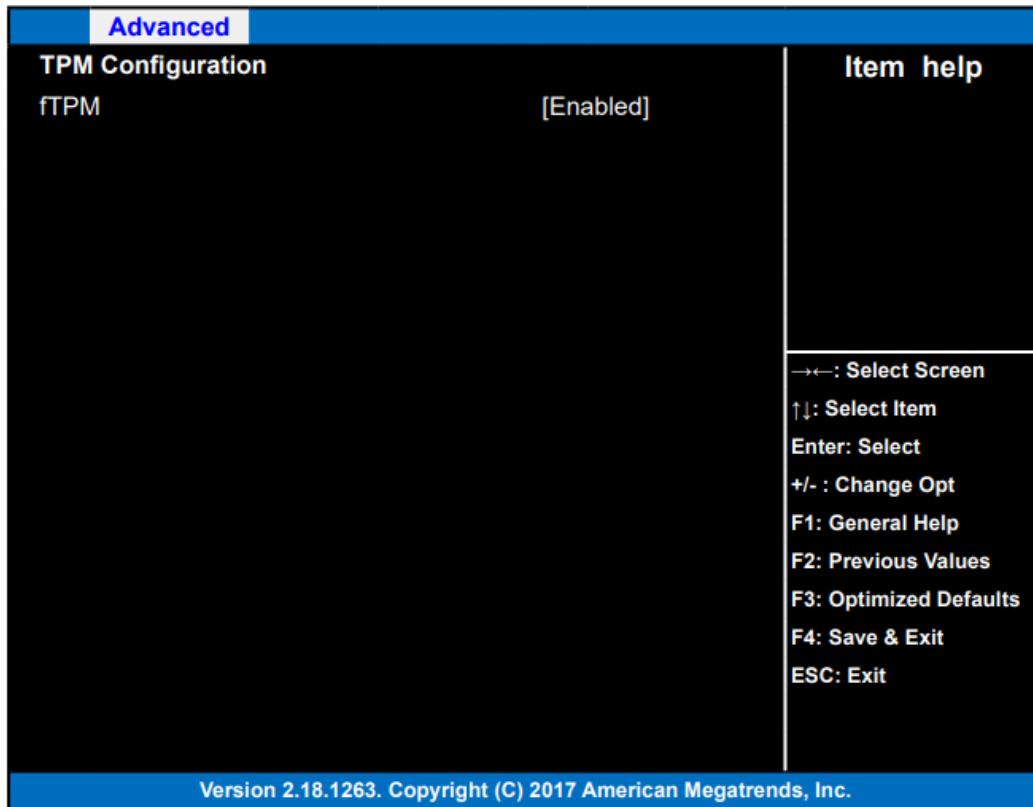 Advanced
TPM Configuration
fTPM [Enabled]
Item help
→←: Select Screen
↑↓: Select Item
Enter: Select
+/- : Change Opt
F1: General Help
F2: Previous Values
F3: Optimized Defaults
F4: Save & Exit
ESC: Exit
Version 2.18.1263. Copyright (C) 2017 American Megatrends, Inc.